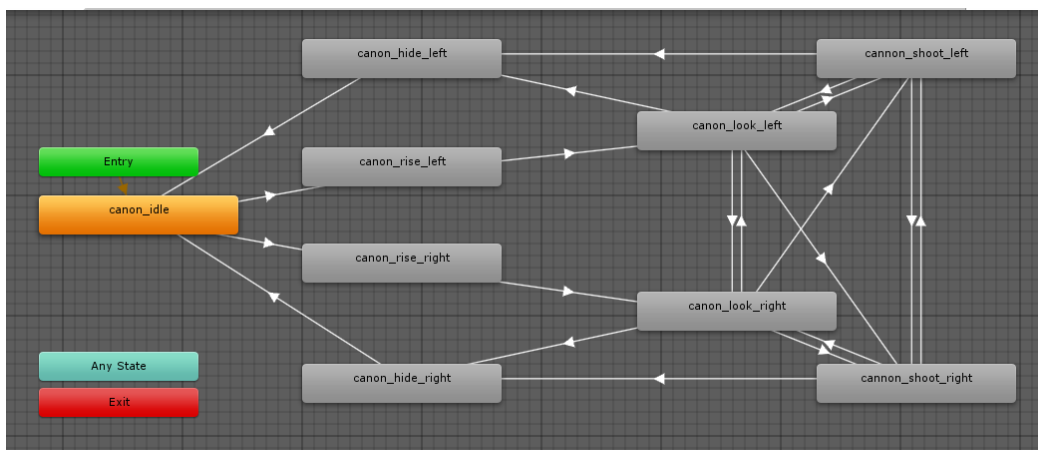 canon_hide_left
cannon_shoot_left
canon_look_left
Entry
canon_rise_left
canon_idle
canon_rise_right
canon_look_right
Any State
canon_hide_right
cannon_shoot_right
Exit